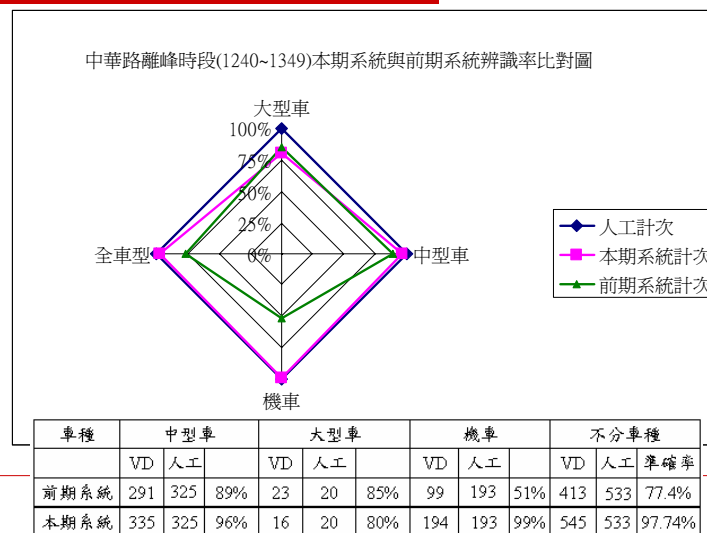 中華路離峰時段(1240~1349)本期系統與前期系統辨識率比對圖
大型車
100%
75%
50%
25%
0%
全車型
中型車
機車
人工計次
本期系統計次
前期系統計次
車種 中型車 大型車 機車 不分車種
VD 人工 VD 人工 VD 人工 VD 人工 準確率
前期系統 291 325 89% 23 20 85% 99 193 51% 413 533 77.4%
本期系統 335 325 96% 16 20 80% 194 193 99% 545 533 97.74%